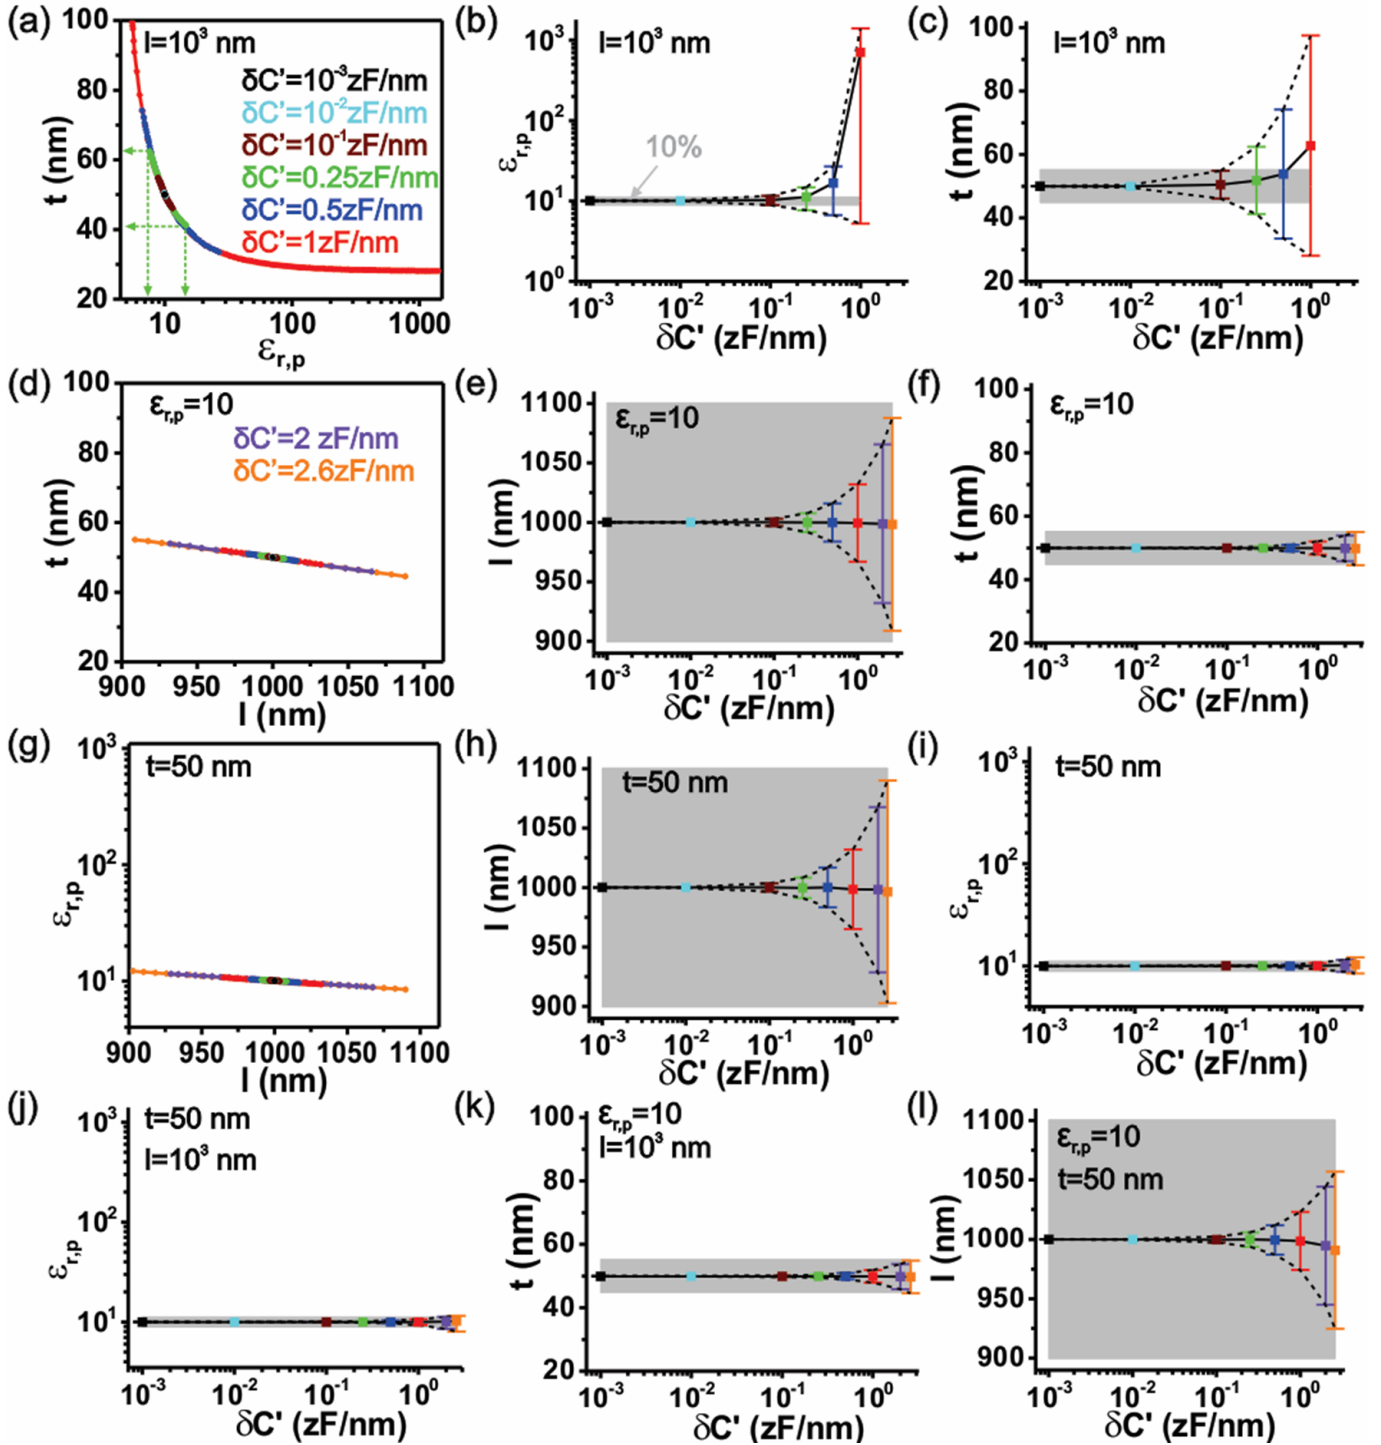 (a)
100
80
60
40
20
t (nm)
l=10³ nm
δC'=10⁻³zF/nm
δC'=10⁻²zF/nm
δC'=10⁻¹zF/nm
δC'=0.25zF/nm
δC'=0.5zF/nm
δC'=1zF/nm
10 100 1000
εr,p
(b)
10³
10²
10¹
10⁰
εr,p
l=10³ nm
10%
10⁻³ 10⁻² 10⁻¹ 10⁰
δC' (zF/nm)
(c)
100
80
60
40
20
t (nm)
l=10³ nm
10⁻³ 10⁻² 10⁻¹ 10⁰
δC' (zF/nm)
(d)
100
80
60
40
20
t (nm)
εr,p=10
δC'=2 zF/nm
δC'=2.6zF/nm
900 950 1000 1050 1100
l (nm)
(e)
1100
1050
1000
950
900
l (nm)
εr,p=10
10⁻³ 10⁻² 10⁻¹ 10⁰
δC' (zF/nm)
(f)
100
80
60
40
20
t (nm)
εr,p=10
10⁻³ 10⁻² 10⁻¹ 10⁰
δC' (zF/nm)
(g)
10³
10²
10¹
εr,p
t=50 nm
900 950 1000 1050 1100
l (nm)
(h)
1100
1050
1000
950
900
l (nm)
t=50 nm
10⁻³ 10⁻² 10⁻¹ 10⁰
δC' (zF/nm)
(i)
10³
10²
10¹
εr,p
t=50 nm
10⁻³ 10⁻² 10⁻¹ 10⁰
δC' (zF/nm)
(j)
10³
10²
10¹
εr,p
t=50 nm
l=10³ nm
10⁻³ 10⁻² 10⁻¹ 10⁰
δC' (zF/nm)
(k)
100
80
60
40
20
t (nm)
εr,p=10
l=10³ nm
10⁻³ 10⁻² 10⁻¹ 10⁰
δC' (zF/nm)
(l)
1100
1050
1000
950
900
l (nm)
εr,p=10
t=50 nm
10⁻³ 10⁻² 10⁻¹ 10⁰
δC' (zF/nm)